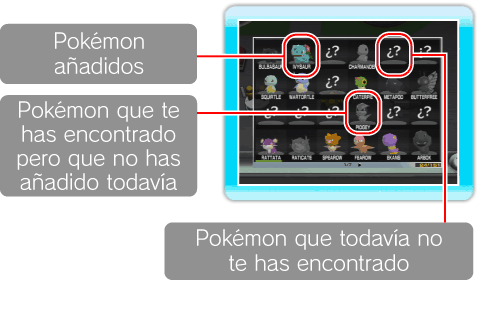 Pokémon
añadidos
Pokémon que te
has encontrado
pero que no has
añadido todavía
Pokémon que todavía no
te has encontrado
BULBASAUR IVYSAUR ¿? CHARMANDER ¿? ¿?
SQUIRTLE WARTORTLE ¿? CATERPIE METAPOD BUTTERFREE
¿? ¿? ¿? PIDGEY ¿? ¿?
RATTATA RATICATE SPEAROW FEAROW EKANS ARBOK